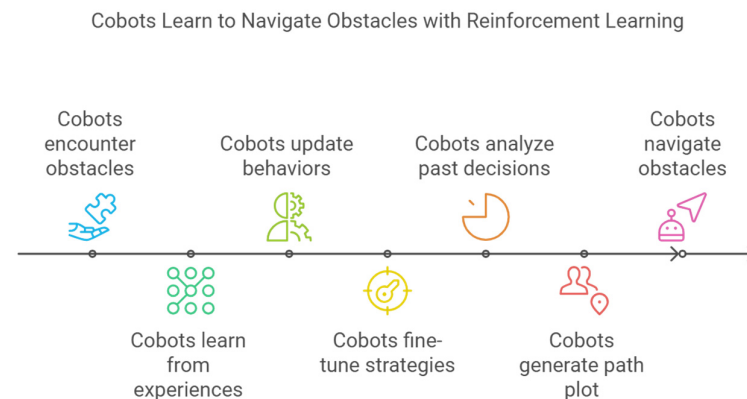 Cobots Learn to Navigate Obstacles with Reinforcement Learning
Cobots
encounter
obstacles
Cobots learn
from
experiences
Cobots update
behaviors
Cobots fine-
tune strategies
Cobots analyze
past decisions
Cobots
generate path
plot
Cobots
navigate
obstacles